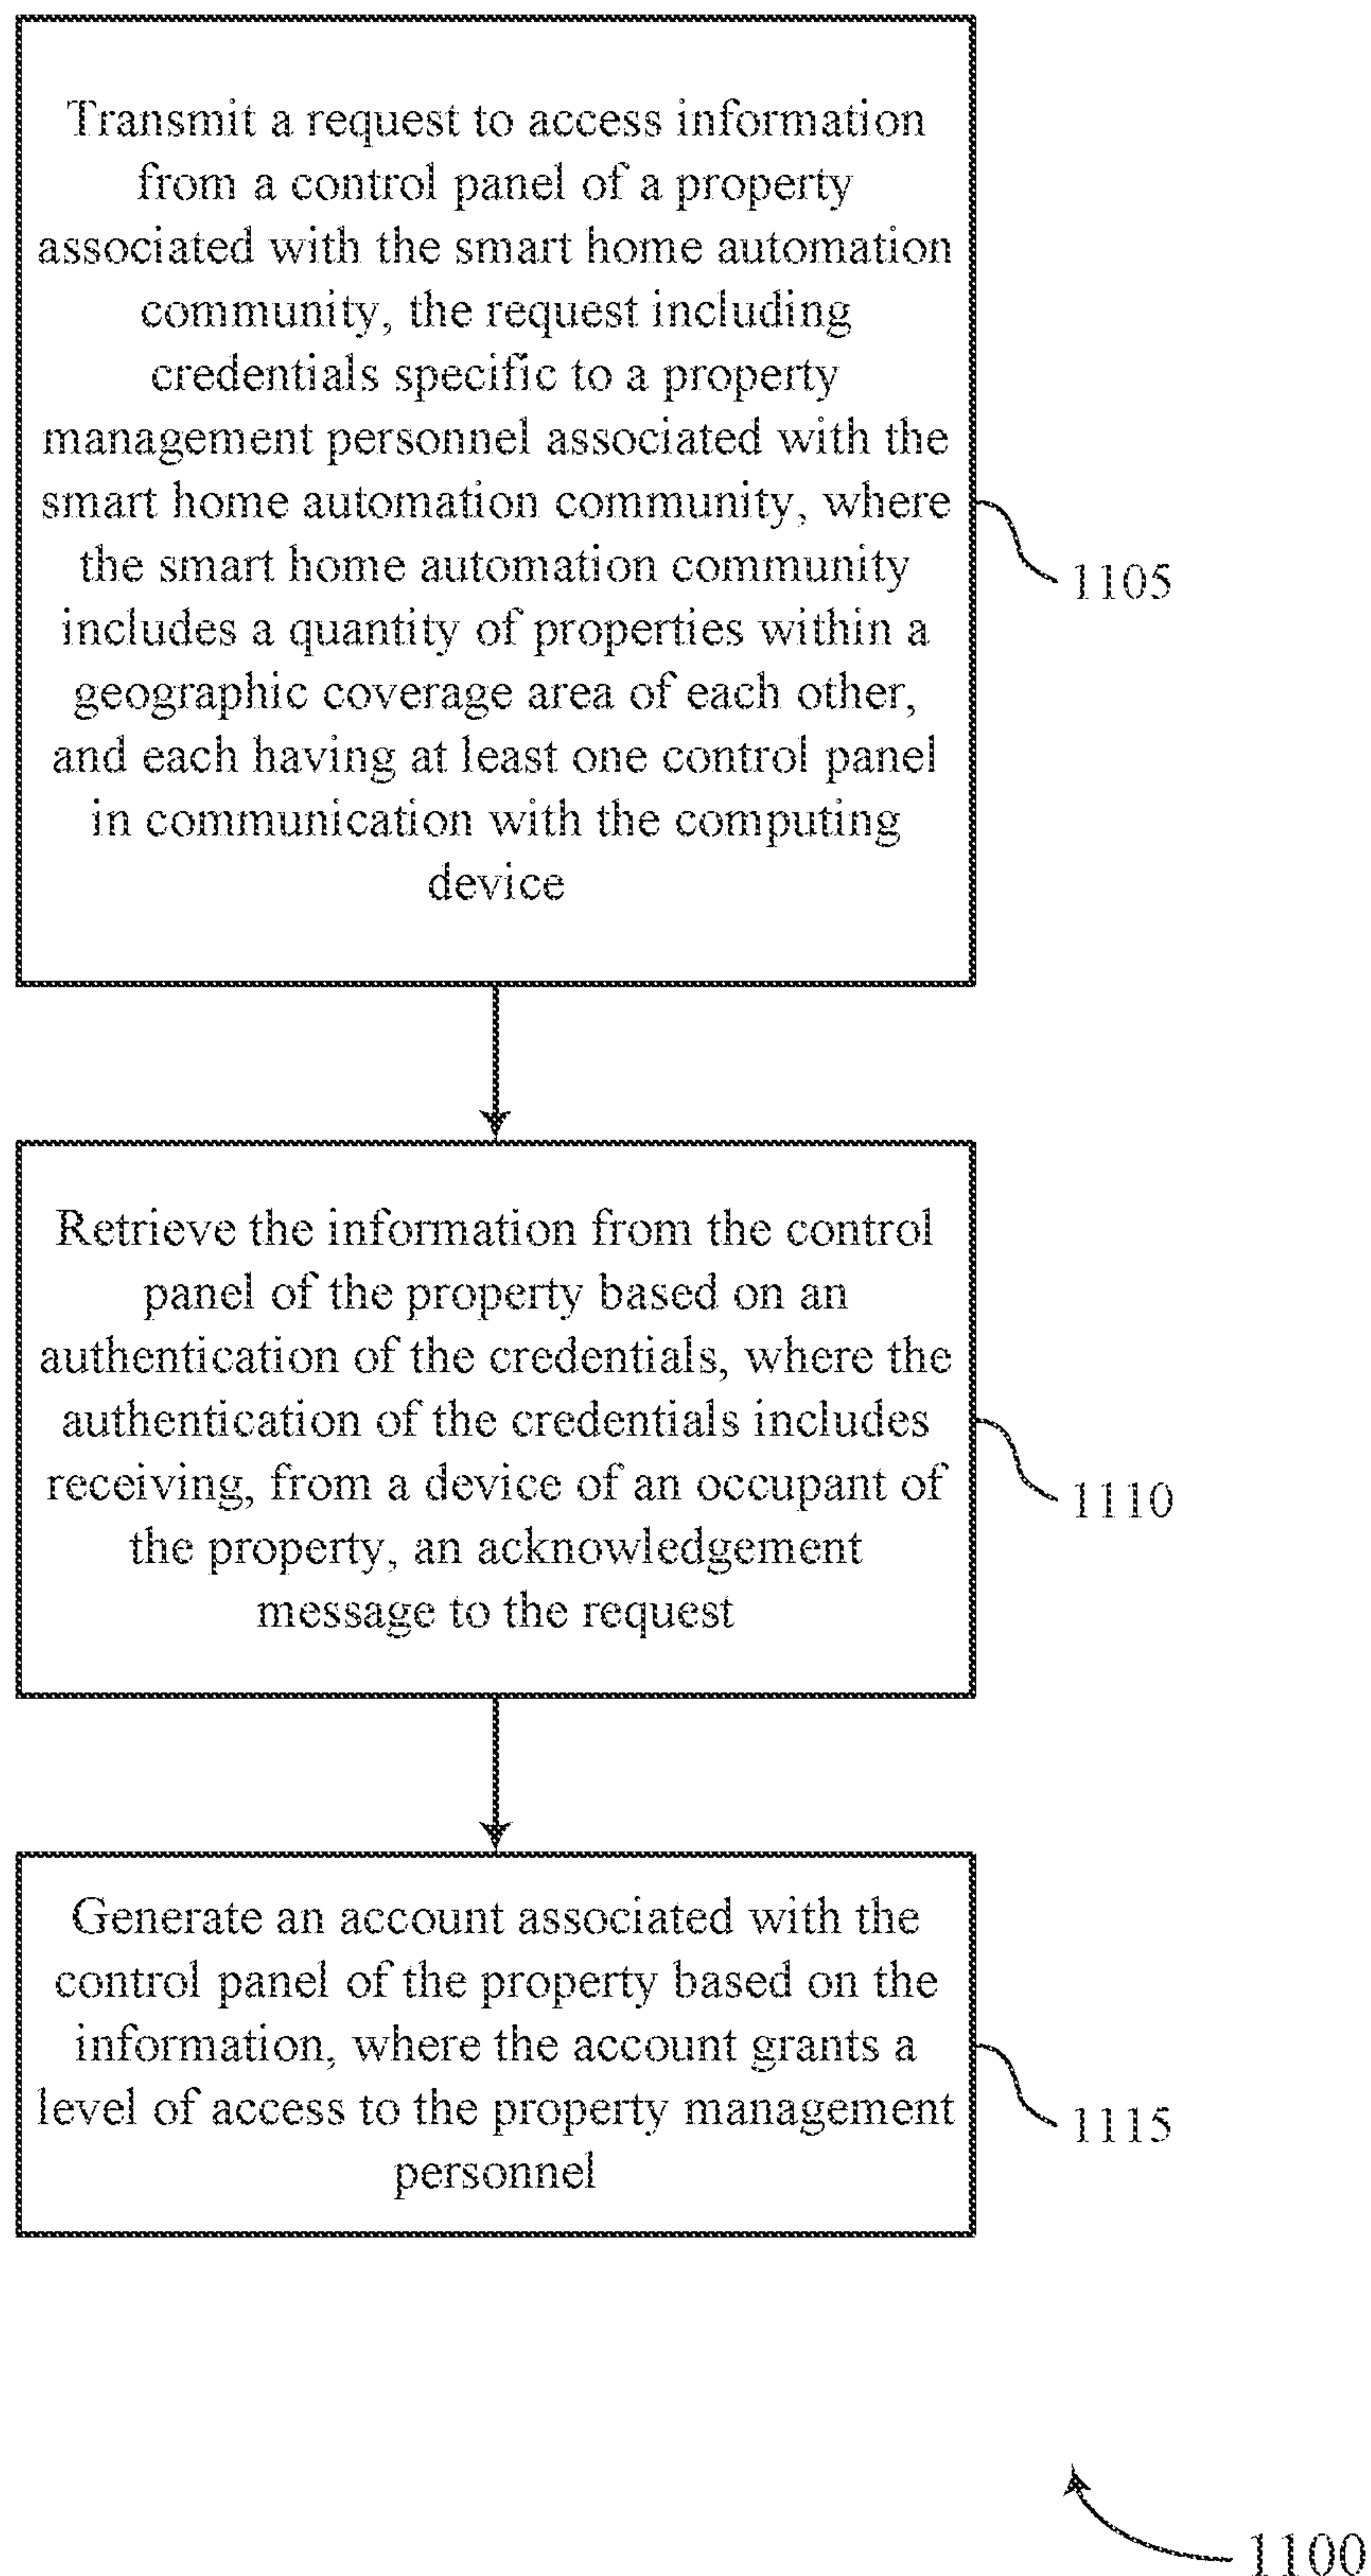 Transmit a request to access information
from a control panel of a property
associated with the smart home automation
community, the request including
credentials specific to a property
management personnel associated with the
smart home automation community, where
the smart home automation community
includes a quantity of properties within a
geographic coverage area of each other,
and each having at least one control panel
in communication with the computing
device
1105
Retrieve the information from the control
panel of the property based on an
authentication of the credentials, where the
authentication of the credentials includes
receiving, from a device of an occupant of
the property, an acknowledgement
message to the request
1110
Generate an account associated with the
control panel of the property based on the
information, where the account grants a
level of access to the property management
personnel
1115
1100